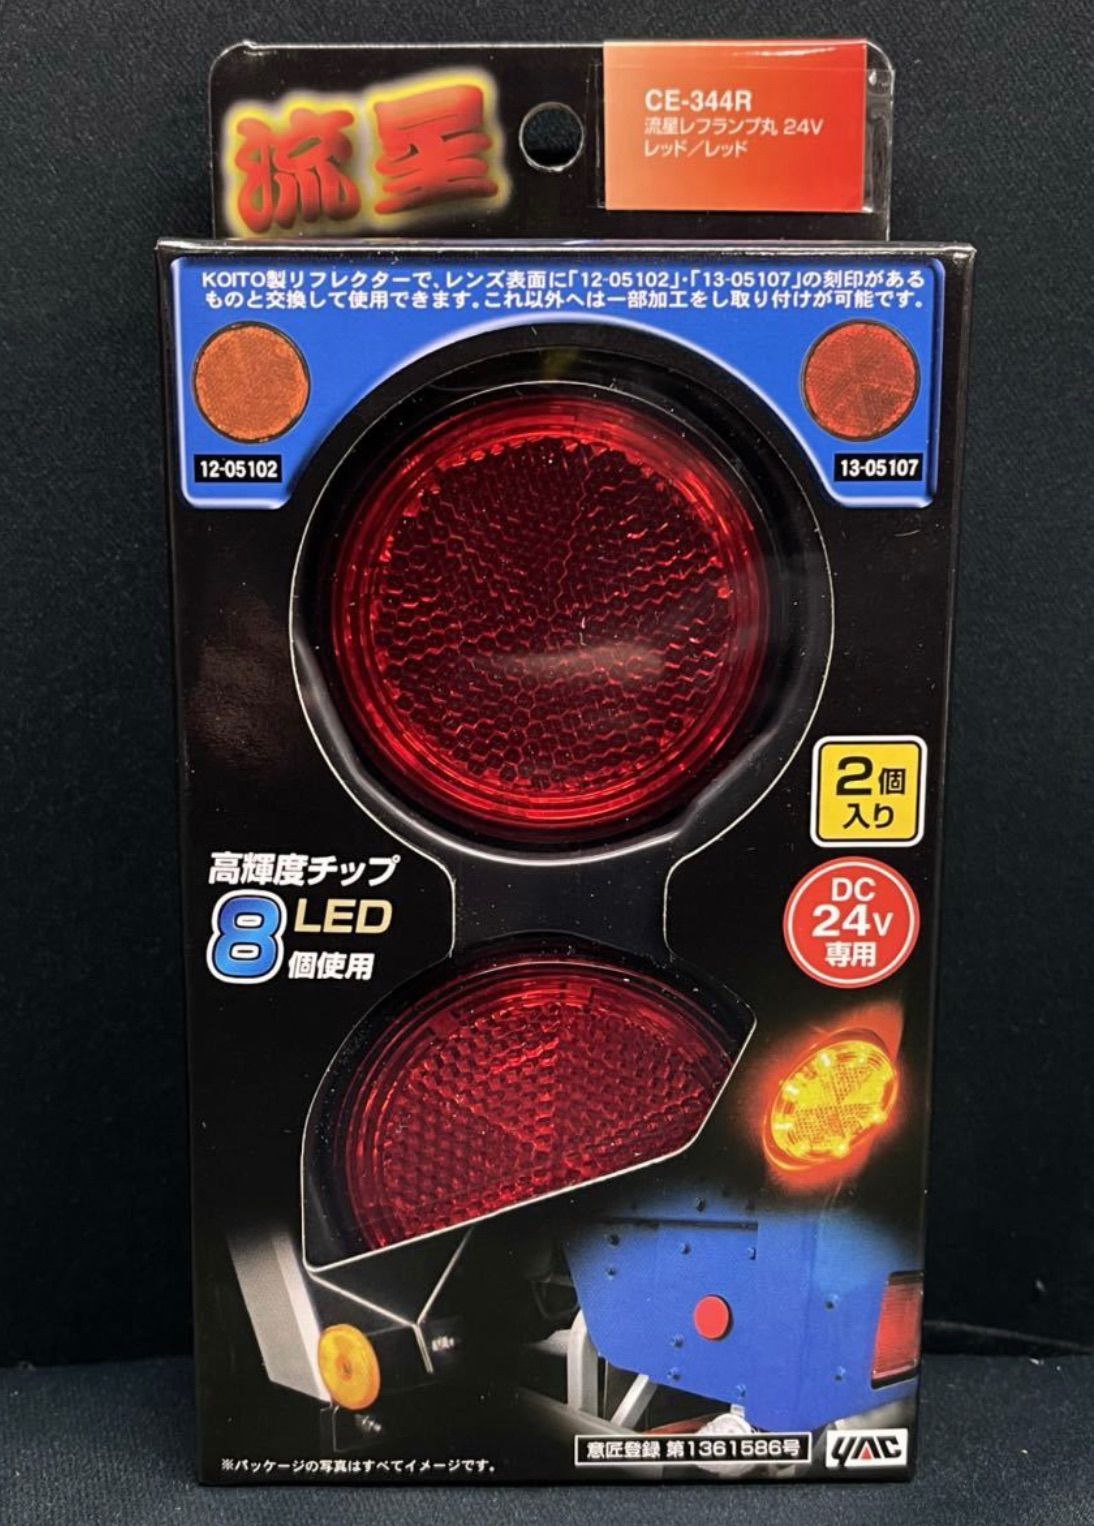 流星
CE-344R
流星レフランプ丸 24V
レッド／レッド
KOITO製リフレクターで、レンズ表面に「12-05102」・「13-05107」の刻印がある
ものと交換して使用できます。これ以外へは一部加工をし取り付けが可能です。
12-05102
13-05107
2個
入り
高輝度チップ
8 LED
個使用
DC
24V
専用
意匠登録 第1361586号
YAC
※パッケージの写真はすべてイメージです。